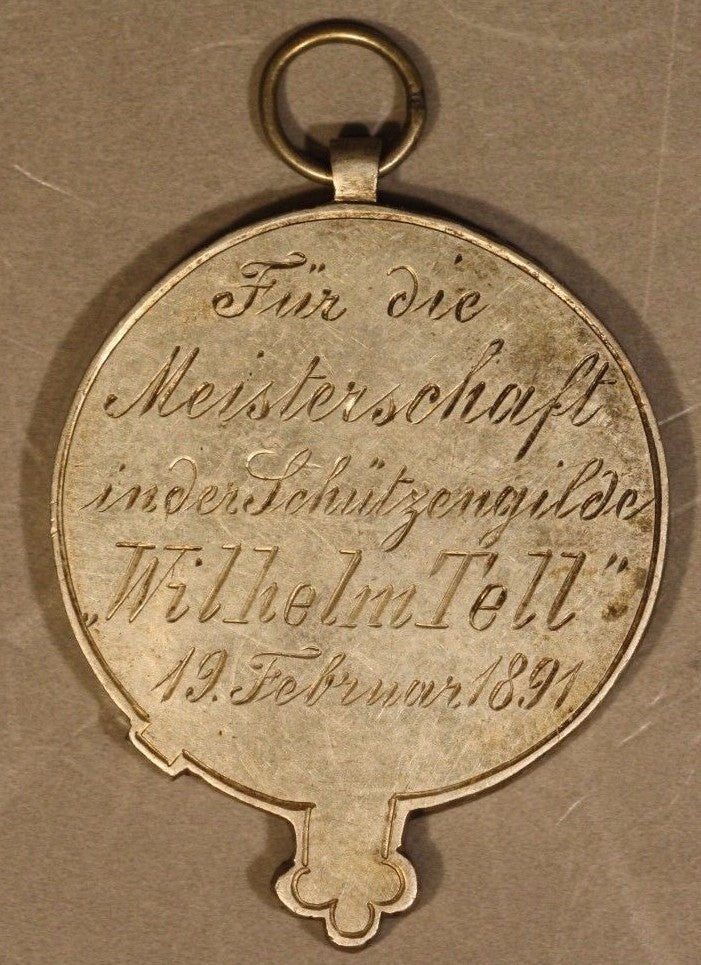 Für die
Meisterschaft
in der Schützengilde
„Wilhelm Tell"
19. Februar 1891